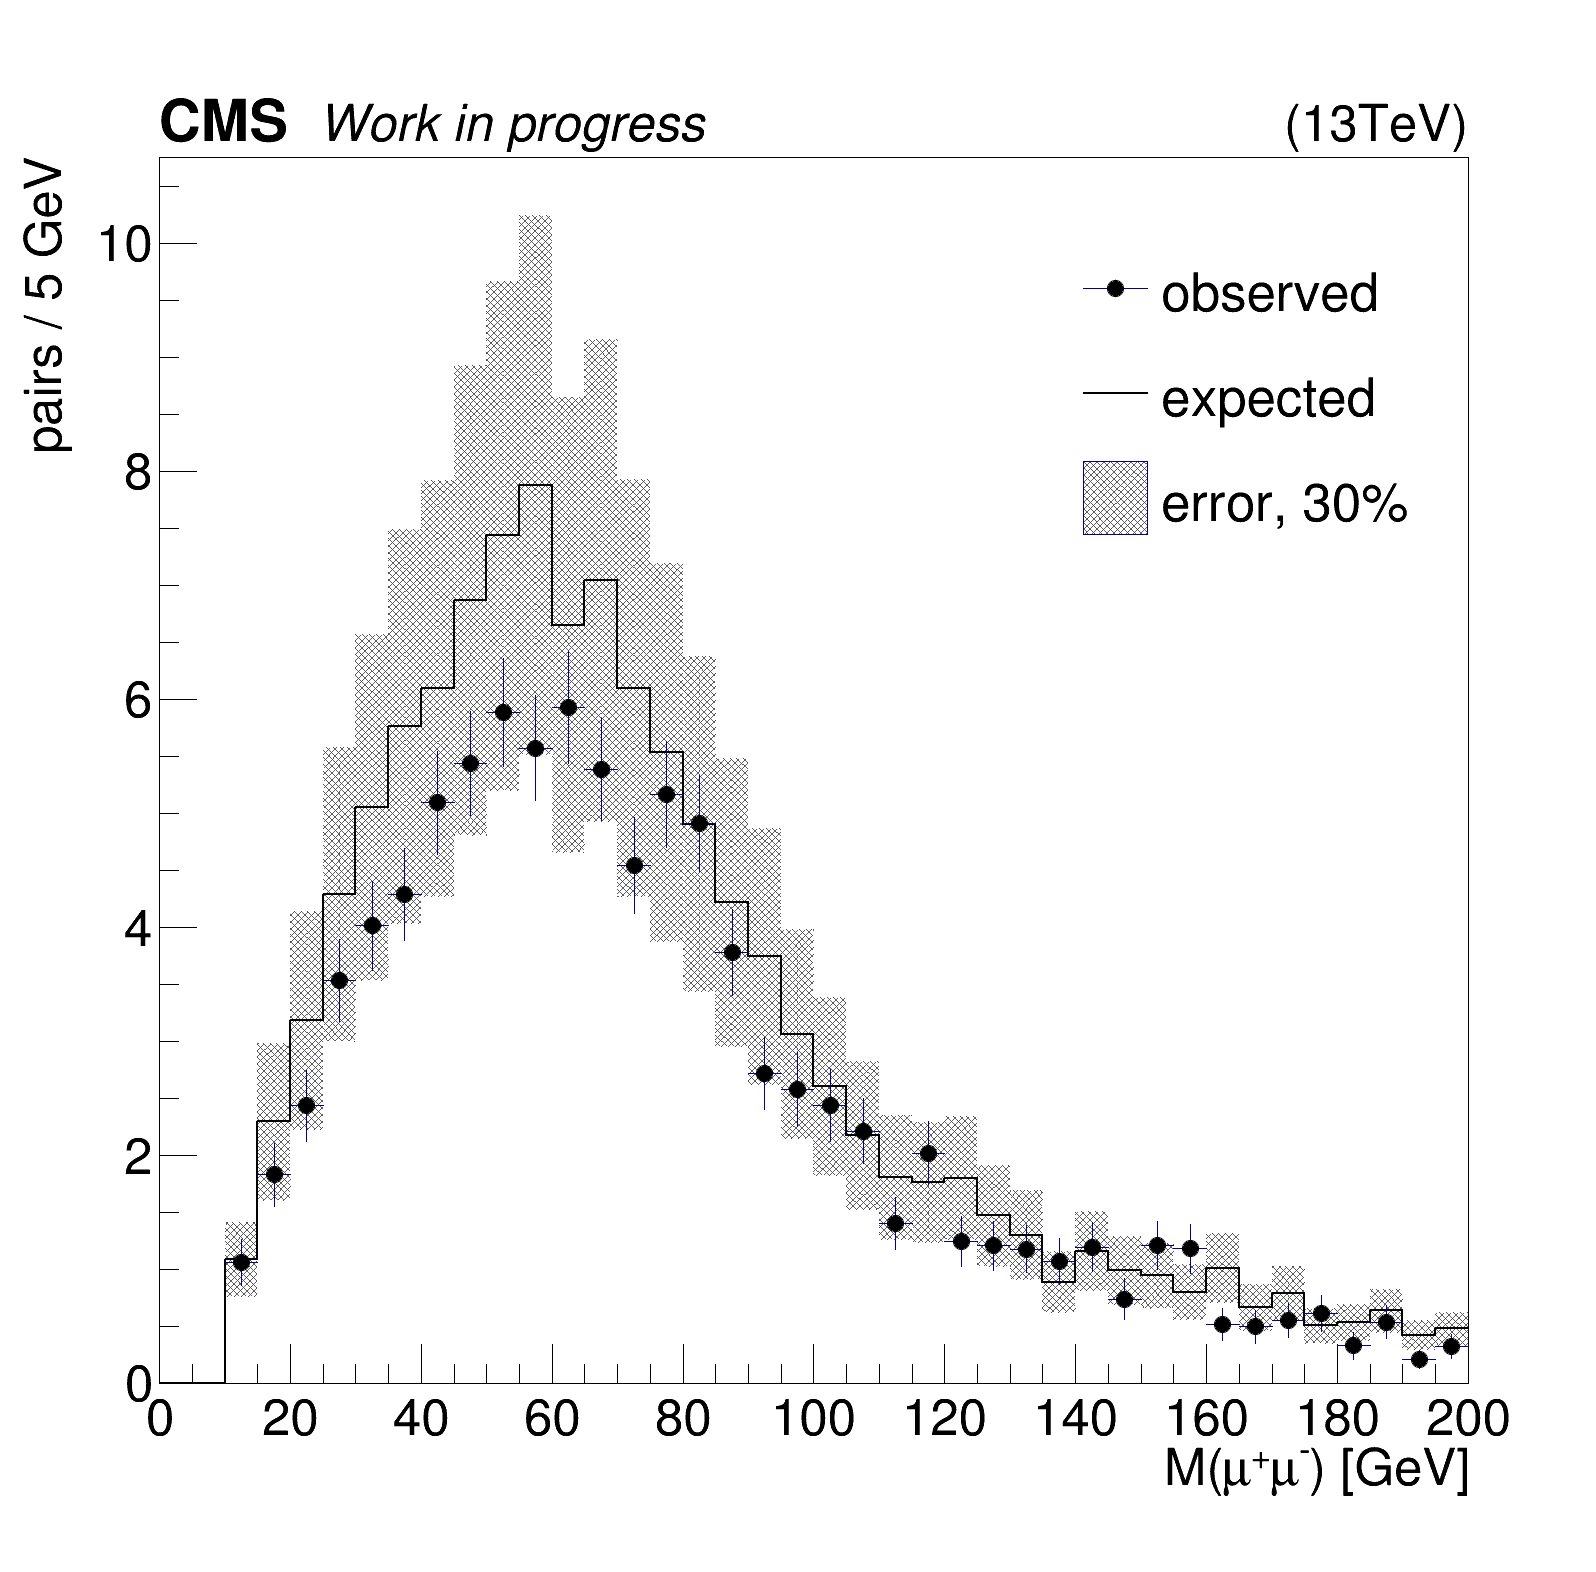 CMS Work in progress (13TeV)
pairs / 5 GeV
10
8
6
4
2
0
observed
expected
error, 30%
0 20 40 60 80 100 120 140 160 180 200
M(μ⁺μ⁻) [GeV]